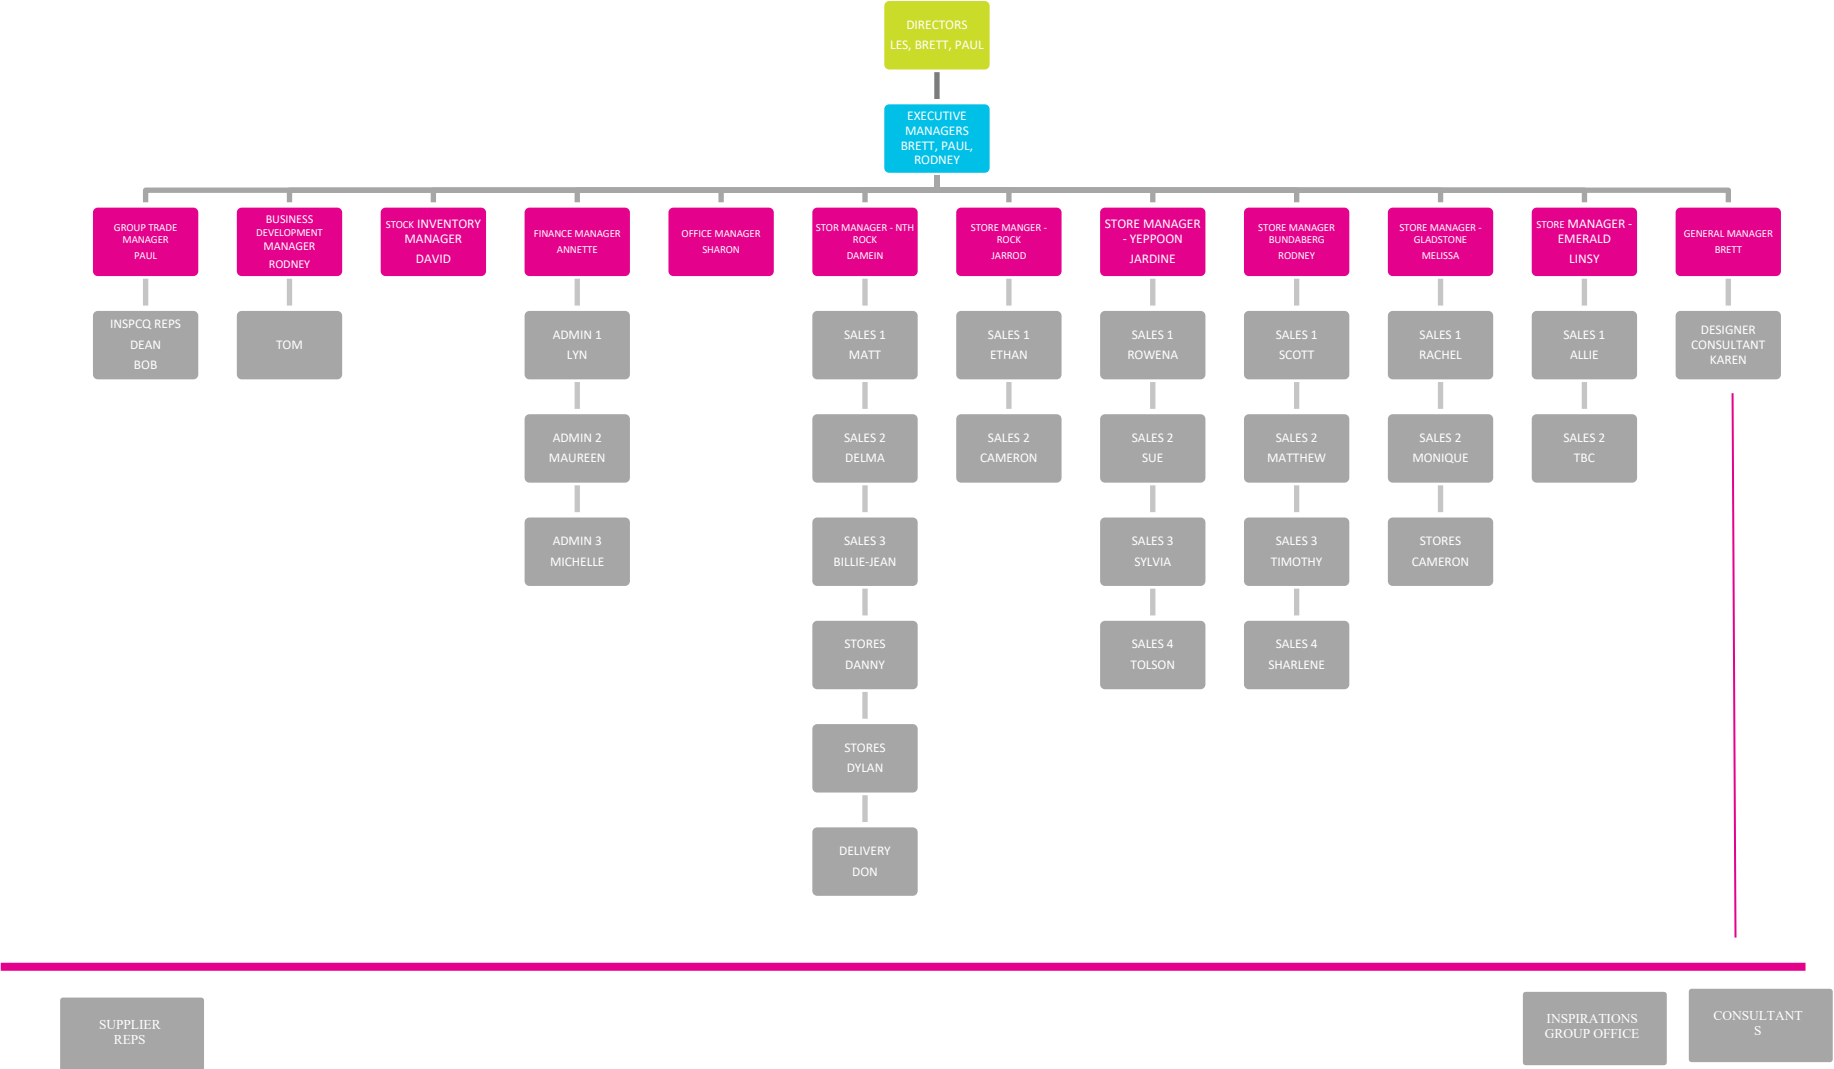 DIRECTORS
LES, BRETT, PAUL
EXECUTIVE
MANAGERS
BRETT, PAUL,
RODNEY
GROUP TRADE
MANAGER
PAUL
BUSINESS
DEVELOPMENT
MANAGER
RODNEY
STOCK INVENTORY
MANAGER
DAVID
FINANCE MANAGER
ANNETTE
OFFICE MANAGER
SHARON
STOR MANAGER - NTH
ROCK
DAMEIN
STORE MANGER -
ROCK
JARROD
STORE MANAGER
- YEPPOON
JARDINE
STORE MANAGER
BUNDABERG
RODNEY
STORE MANAGER -
GLADSTONE
MELISSA
STORE MANAGER -
EMERALD
LINSY
GENERAL MANAGER
BRETT
INSPCQ REPS
DEAN
BOB
TOM
ADMIN 1
LYN
SALES 1
MATT
SALES 1
ETHAN
SALES 1
ROWENA
SALES 1
SCOTT
SALES 1
RACHEL
SALES 1
ALLIE
DESIGNER
CONSULTANT
KAREN
ADMIN 2
MAUREEN
SALES 2
DELMA
SALES 2
CAMERON
SALES 2
SUE
SALES 2
MATTHEW
SALES 2
MONIQUE
SALES 2
TBC
ADMIN 3
MICHELLE
SALES 3
BILLIE-JEAN
SALES 3
SYLVIA
SALES 3
TIMOTHY
STORES
CAMERON
STORES
DANNY
SALES 4
TOLSON
SALES 4
SHARLENE
STORES
DYLAN
DELIVERY
DON
SUPPLIER
REPS
INSPIRATIONS
GROUP OFFICE
CONSULTANT
S